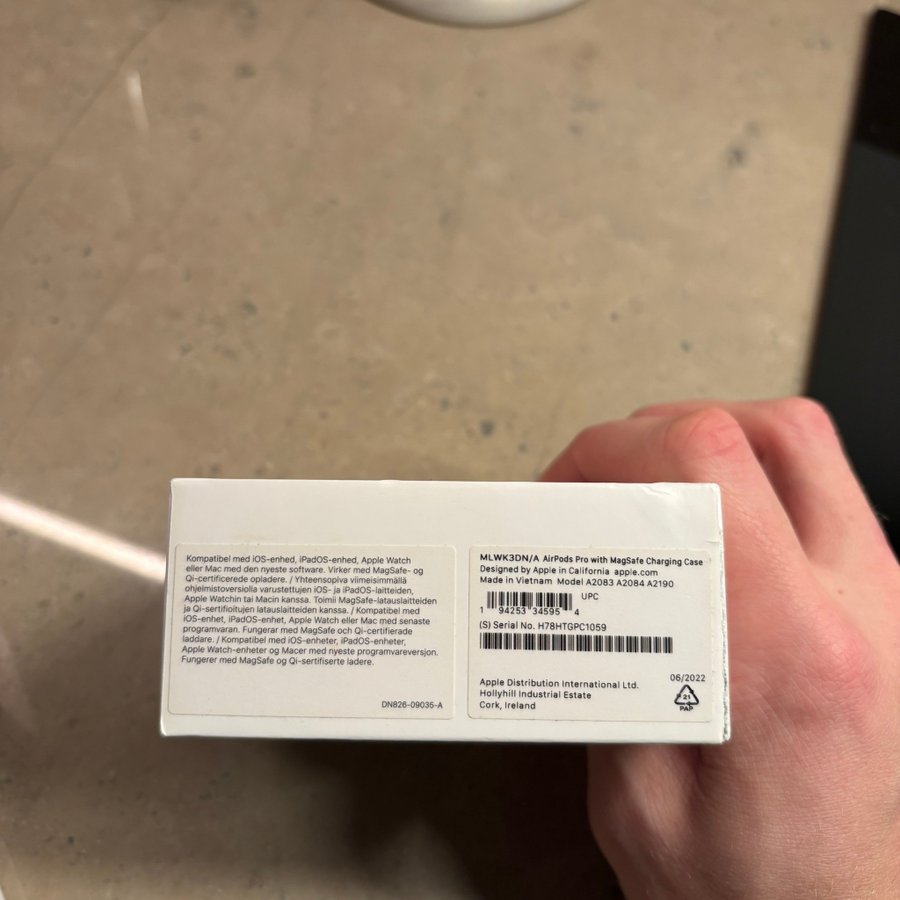 Kompatibel med iOS-enhed, iPadOS-enhed, Apple Watch
eller Mac med den nyeste software. Virker med MagSafe- og
Qi-certificerede opladere. / Yhteensopiva viimeisimmällä
ohjelmistoversiolla varustettujen iOS- ja iPadOS-laitteiden,
Apple Watchin tai Macin kanssa. Toimii MagSafe-latauslaitteiden
ja Qi-sertifioitujen latauslaitteiden kanssa. / Kompatibel med
iOS-enhet, iPadOS-enhet, Apple Watch eller Mac med senaste
programvaran. Fungerar med MagSafe och Qi-certifierade
laddare. / Kompatibel med iOS-enheter, iPadOS-enheter,
Apple Watch-enheter og Macer med nyeste programvareversjon.
Fungerer med MagSafe og Qi-sertifiserte ladere.
DN826-09035-A
MLWK3DN/A AirPods Pro with MagSafe Charging Case
Designed by Apple in California apple.com
Made in Vietnam Model A2083 A2084 A2190
UPC
1 94253 34595 4
(S) Serial No. H78HTGPC1059
06/2022
Apple Distribution International Ltd.
Hollyhill Industrial Estate
Cork, Ireland
21
PAP